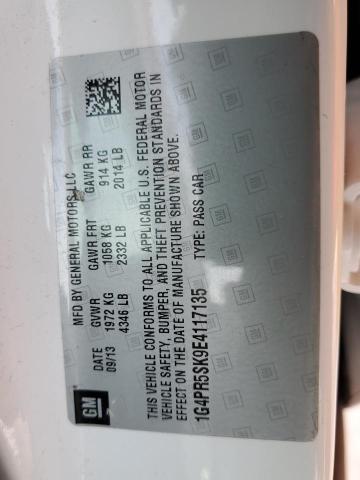 GM
MFD BY GENERAL MOTORS LLC
DATE GVWR GAWR FRT GAWR RR
09/13 1972 KG 1058 KG 914 KG
4346 LB 2332 LB 2014 LB
THIS VEHICLE CONFORMS TO ALL APPLICABLE U.S. FEDERAL MOTOR
VEHICLE SAFETY, BUMPER, AND THEFT PREVENTION STANDARDS IN
EFFECT ON THE DATE OF MANUFACTURE SHOWN ABOVE.
1G4PR5SK9E4117135 TYPE: PASS CAR